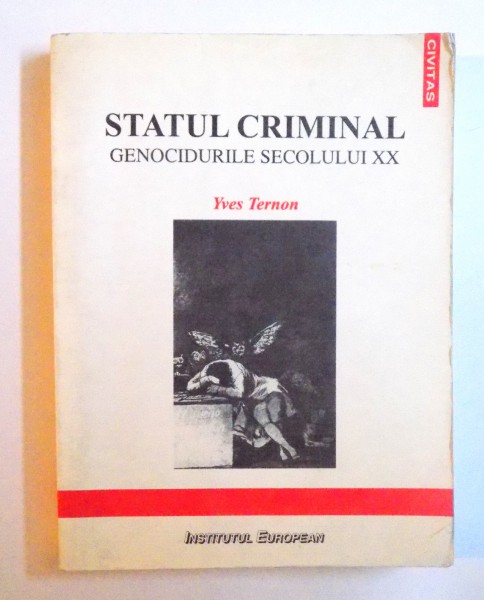 CIVITAS
STATUL CRIMINAL
GENOCIDURILE SECOLULUI XX
Yves Ternon
INSTITUTUL EUROPEAN